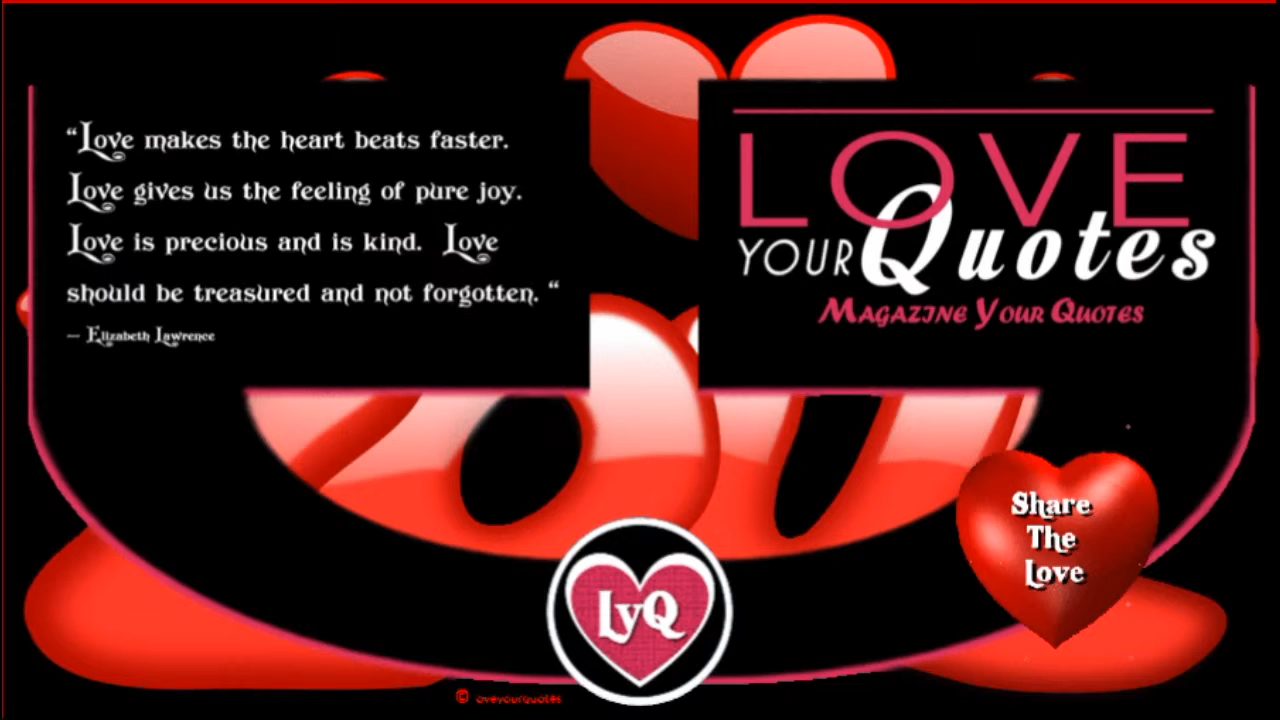 “Love makes the heart beats faster.
Love gives us the feeling of pure joy.
Love is precious and is kind. Love
should be treasured and not forgotten. “
— Elizabeth Lawrence
LOVE
YOUR Quotes
Magazine Your Quotes
Share
The
Love
LyQ
© loveyourquotes